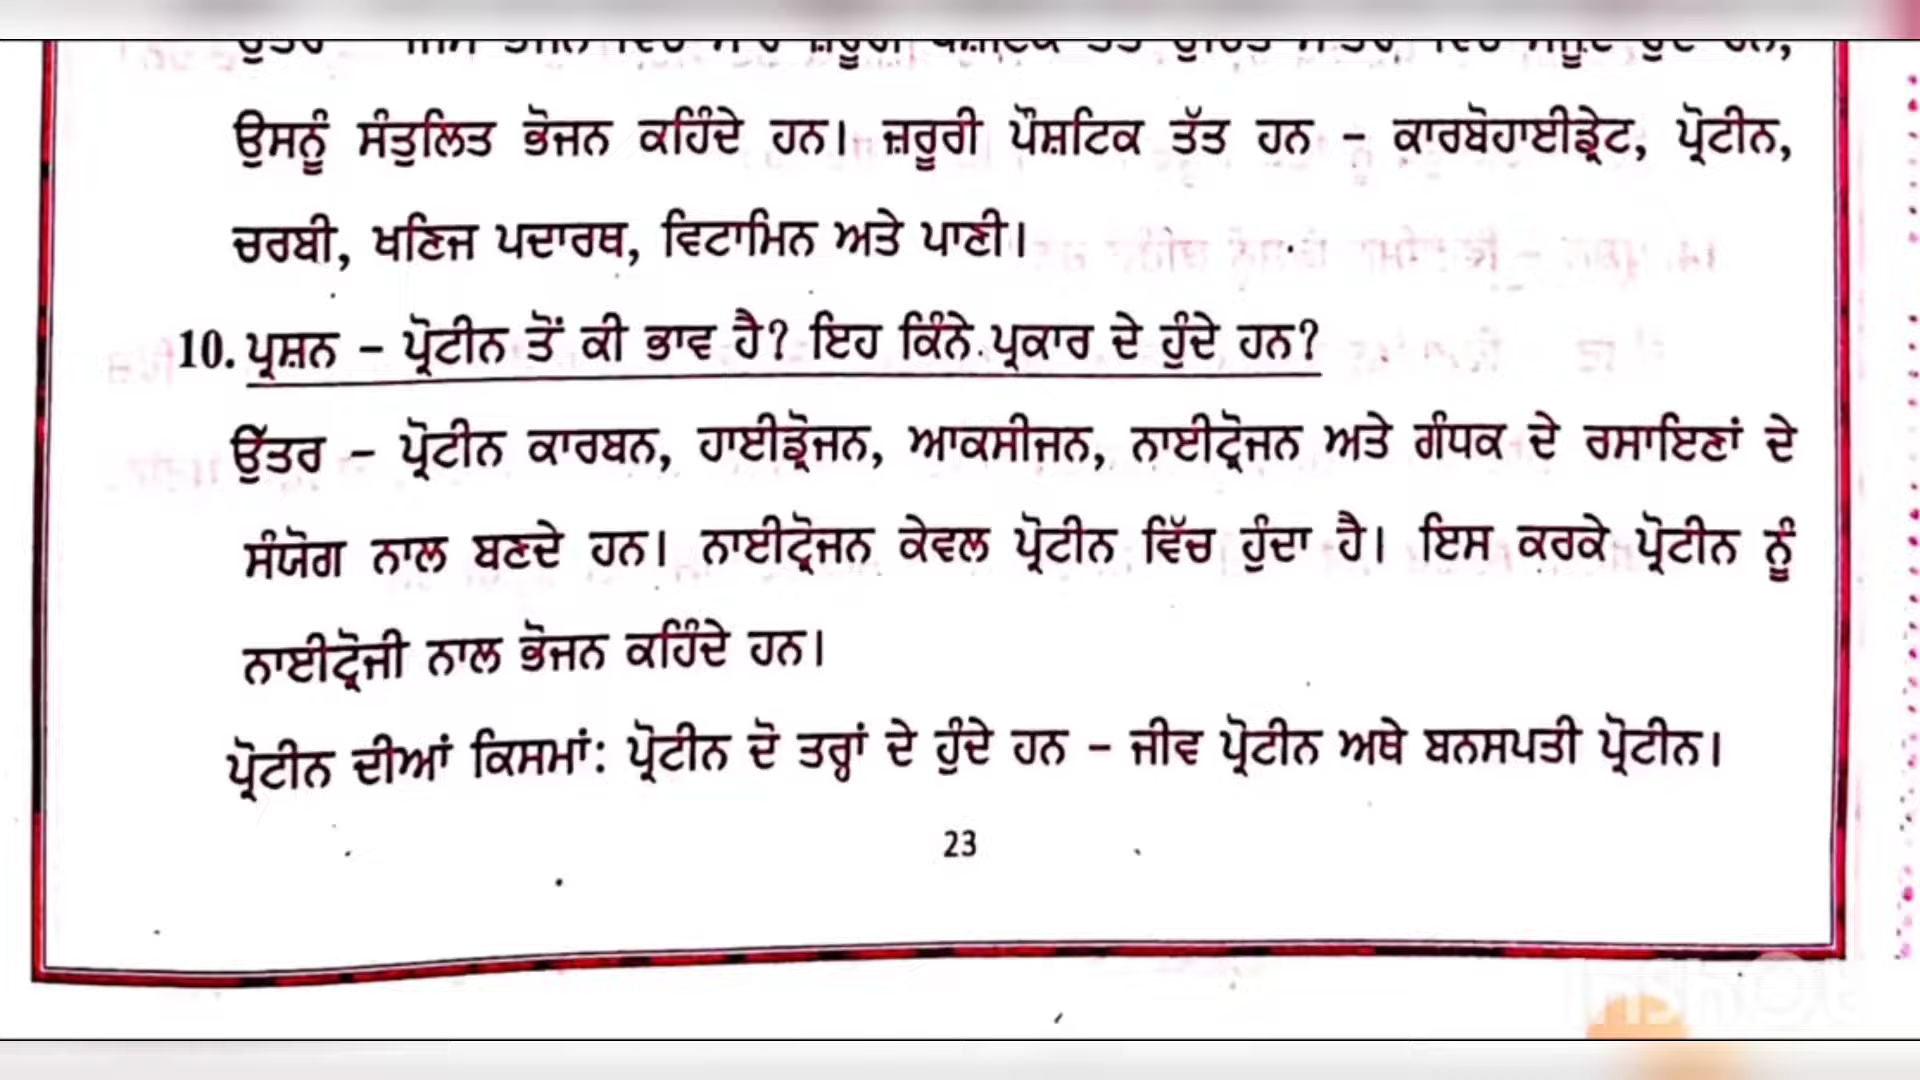 ਉਸਨੂੰ ਸੰਤੁਲਿਤ ਭੋਜਨ ਕਹਿੰਦੇ ਹਨ। ਜ਼ਰੂਰੀ ਪੌਸ਼ਟਿਕ ਤੱਤ ਹਨ - ਕਾਰਬੋਹਾਈਡ੍ਰੇਟ, ਪ੍ਰੋਟੀਨ,
ਚਰਬੀ, ਖਣਿਜ ਪਦਾਰਥ, ਵਿਟਾਮਿਨ ਅਤੇ ਪਾਣੀ।
10. ਪ੍ਰਸ਼ਨ - ਪ੍ਰੋਟੀਨ ਤੋਂ ਕੀ ਭਾਵ ਹੈ? ਇਹ ਕਿੰਨੇ ਪ੍ਰਕਾਰ ਦੇ ਹੁੰਦੇ ਹਨ?
ਉੱਤਰ - ਪ੍ਰੋਟੀਨ ਕਾਰਬਨ, ਹਾਈਡ੍ਰੋਜਨ, ਆਕਸੀਜਨ, ਨਾਈਟ੍ਰੋਜਨ ਅਤੇ ਗੰਧਕ ਦੇ ਰਸਾਇਣਾਂ ਦੇ
ਸੰਯੋਗ ਨਾਲ ਬਣਦੇ ਹਨ। ਨਾਈਟ੍ਰੋਜਨ ਕੇਵਲ ਪ੍ਰੋਟੀਨ ਵਿੱਚ ਹੁੰਦਾ ਹੈ। ਇਸ ਕਰਕੇ ਪ੍ਰੋਟੀਨ ਨੂੰ
ਨਾਈਟ੍ਰੋਜੀ ਨਾਲ ਭੋਜਨ ਕਹਿੰਦੇ ਹਨ।
ਪ੍ਰੋਟੀਨ ਦੀਆਂ ਕਿਸਮਾਂ: ਪ੍ਰੋਟੀਨ ਦੋ ਤਰ੍ਹਾਂ ਦੇ ਹੁੰਦੇ ਹਨ - ਜੀਵ ਪ੍ਰੋਟੀਨ ਅਥੇ ਬਨਸਪਤੀ ਪ੍ਰੋਟੀਨ।
23